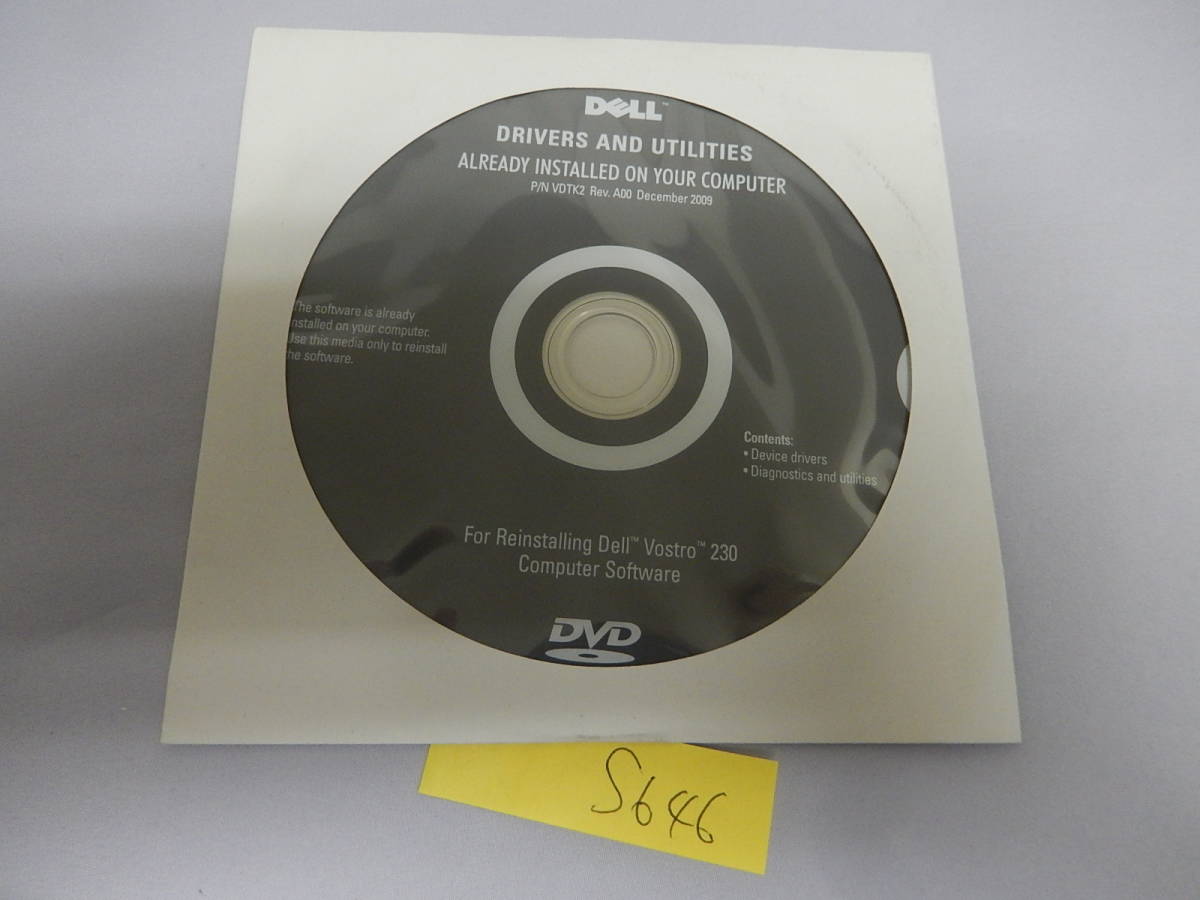 DELL™
DRIVERS AND UTILITIES
ALREADY INSTALLED ON YOUR COMPUTER
P/N VDTK2 Rev. A00 December 2009
The software is already
installed on your computer.
Use this media only to reinstall
the software.
Contents:
• Device drivers
• Diagnostics and utilities
For Reinstalling Dell™ Vostro™ 230
Computer Software
DVD
S646